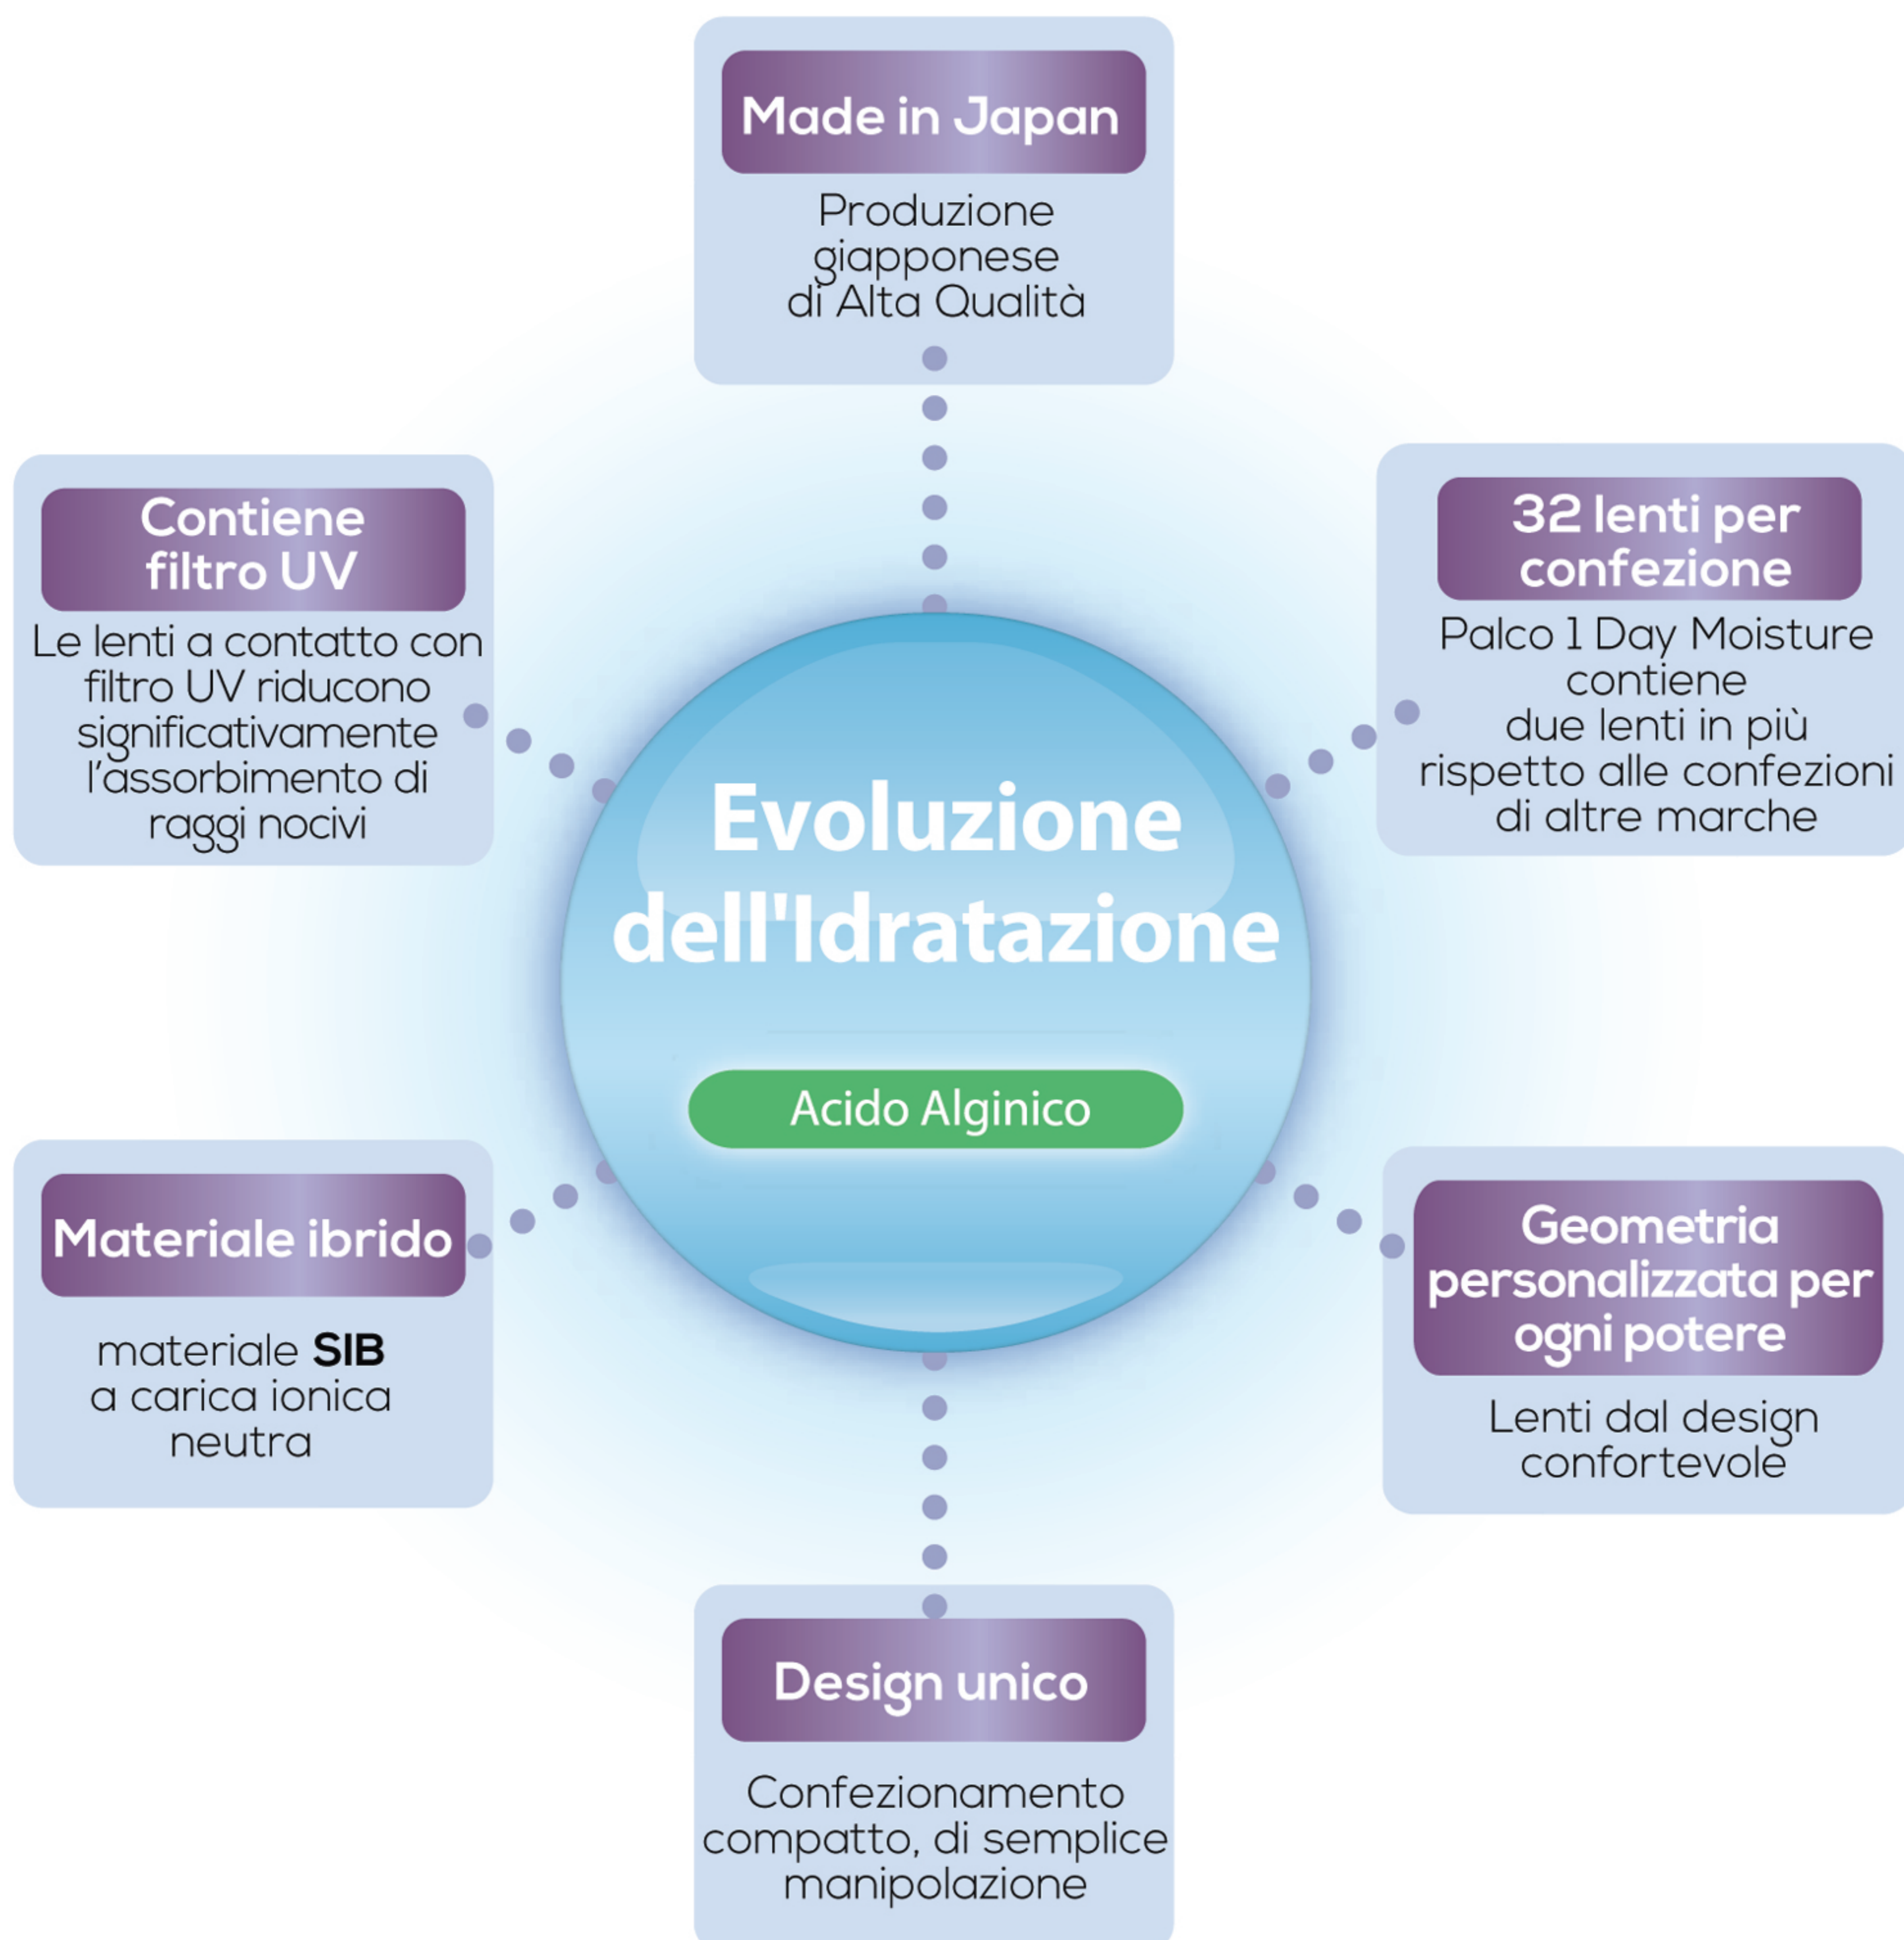 Made in Japan
Produzione
giapponese
di Alta Qualità
Contiene
filtro UV
Le lenti a contatto con
filtro UV riducono
significativamente
l'assorbimento di
raggi nocivi
32 lenti per
confezione
Palco 1 Day Moisture
contiene
due lenti in più
rispetto alle confezioni
di altre marche
Evoluzione
dell'Idratazione
Acido Alginico
Materiale ibrido
materiale SIB
a carica ionica
neutra
Geometria
personalizzata per
ogni potere
Lenti dal design
confortevole
Design unico
Confezionamento
compatto, di semplice
manipolazione